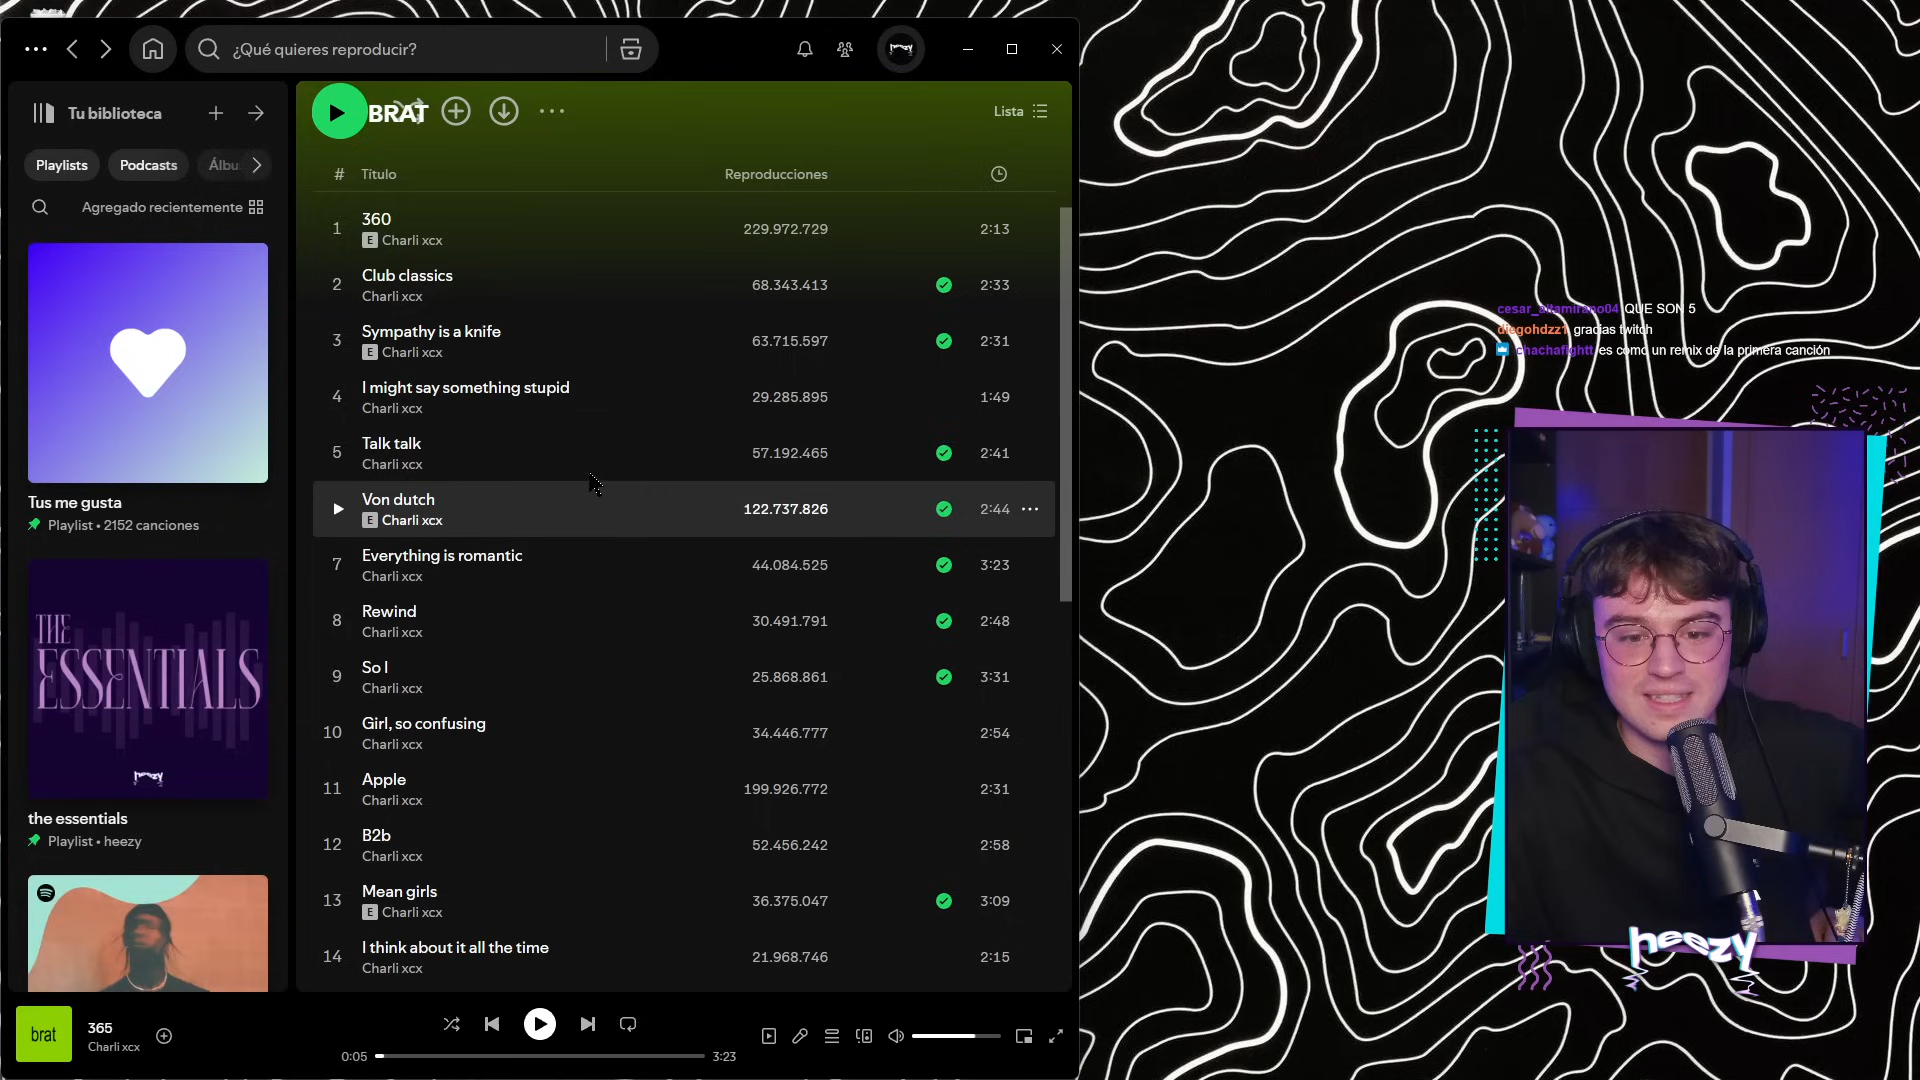 ¿Qué quieres reproducir?
Tu biblioteca
Playlists
Podcasts
Agregado recientemente
Tus me gusta
Playlist • 2152 canciones
THE
ESSENTIALS
heezy
the essentials
Playlist • heezy
BRAT
Lista
# Título Reproducciones
1 360 229.972.729 2:13
E Charli xcx
2 Club classics 68.343.413 2:33
Charli xcx
3 Sympathy is a knife 63.715.597 2:31
E Charli xcx
4 I might say something stupid 29.285.895 1:49
Charli xcx
5 Talk talk 57.192.465 2:41
Charli xcx
Von dutch 122.737.826 2:44
E Charli xcx
7 Everything is romantic 44.084.525 3:23
Charli xcx
8 Rewind 30.491.791 2:48
Charli xcx
9 So I 25.868.861 3:31
Charli xcx
10 Girl, so confusing 34.446.777 2:54
Charli xcx
11 Apple 199.926.772 2:31
Charli xcx
12 B2b 52.456.242 2:58
Charli xcx
13 Mean girls 36.375.047 3:09
E Charli xcx
14 I think about it all the time 21.968.746 2:15
Charli xcx
brat
365
Charli xcx
0:05
3:23
cesar_altamirano04 QUE SON 5
diegohdzz1 gracias twitch
chachafightt es como un remix de la primera canción
heezy